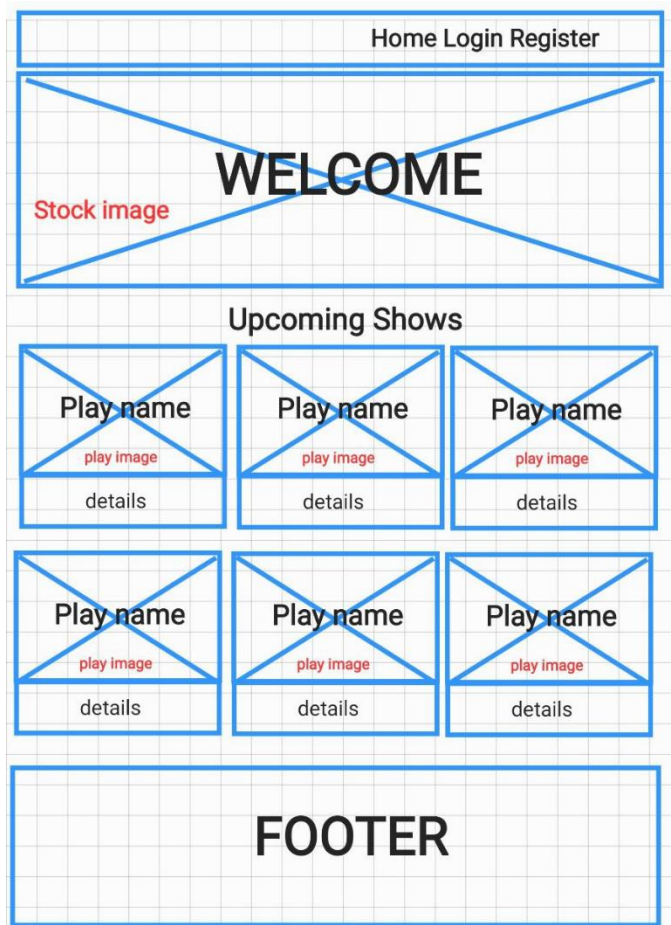 Home Login Register
WELCOME
Stock image
Upcoming Shows
Play name Play name Play name
play image play image play image
details details details
Play name Play name Play name
play image play image play image
details details details
FOOTER